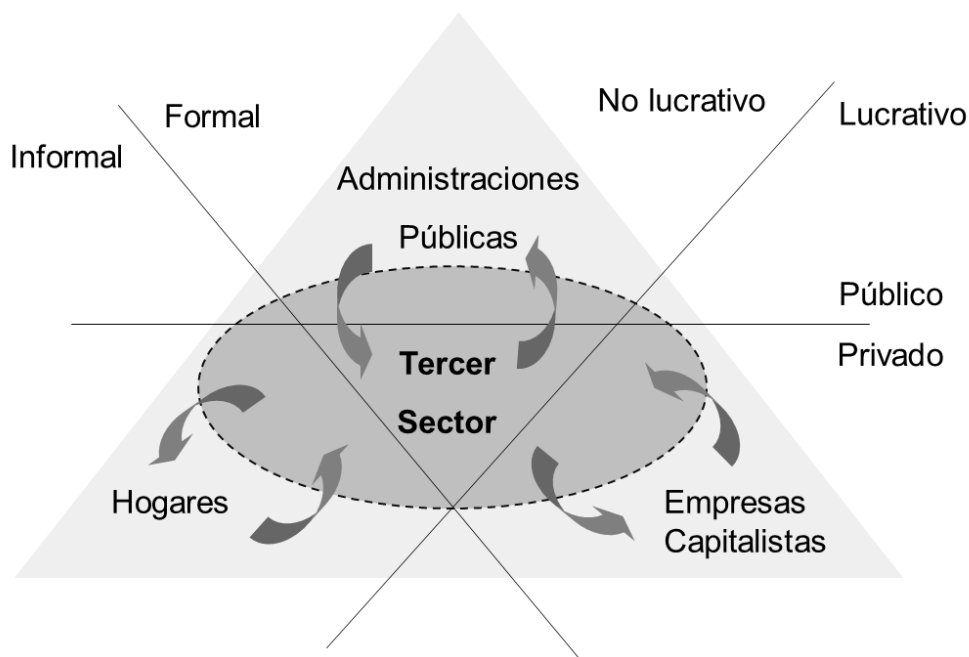 No lucrativo
Formal
Lucrativo
Informal
Administraciones
Públicas
Público
Privado
Tercer
Sector
Hogares
Empresas
Capitalistas